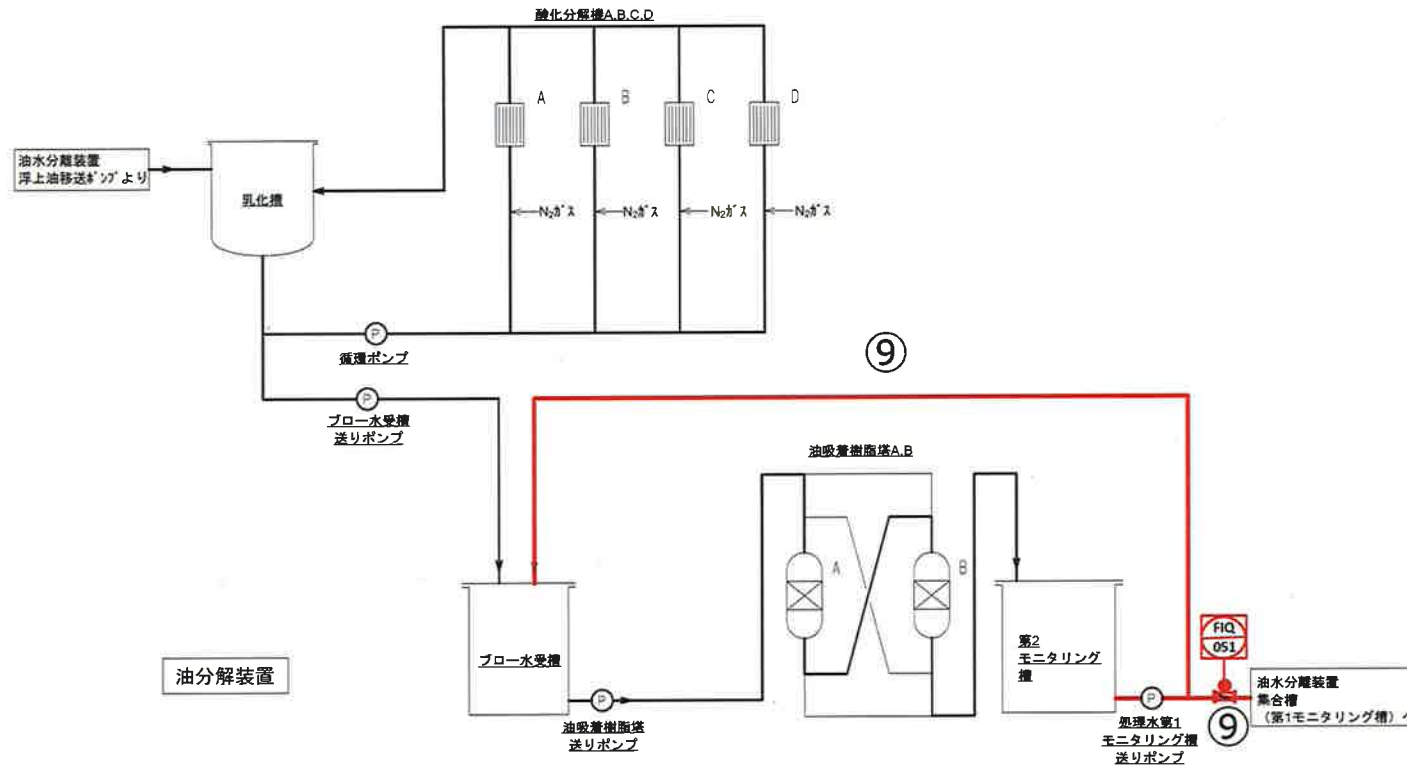 酸化分解機A.B.C.D
A
B
C
D
油水分離装置
浮上油移送ポンプより
乳化槽
N₂ガス
N₂ガス
N₂ガス
N₂ガス
P
循環ポンプ
⑨
P
ブロー水受槽
送りポンプ
油吸着樹脂塔A.B
A
B
FIQ
051
第2
モニタリング
槽
ブロー水受槽
油分解装置
油水分離装置
集合槽
(第1モニタリング槽)
P
油吸着樹脂塔
送りポンプ
P
処理水第1
モニタリング槽
送りポンプ
⑨